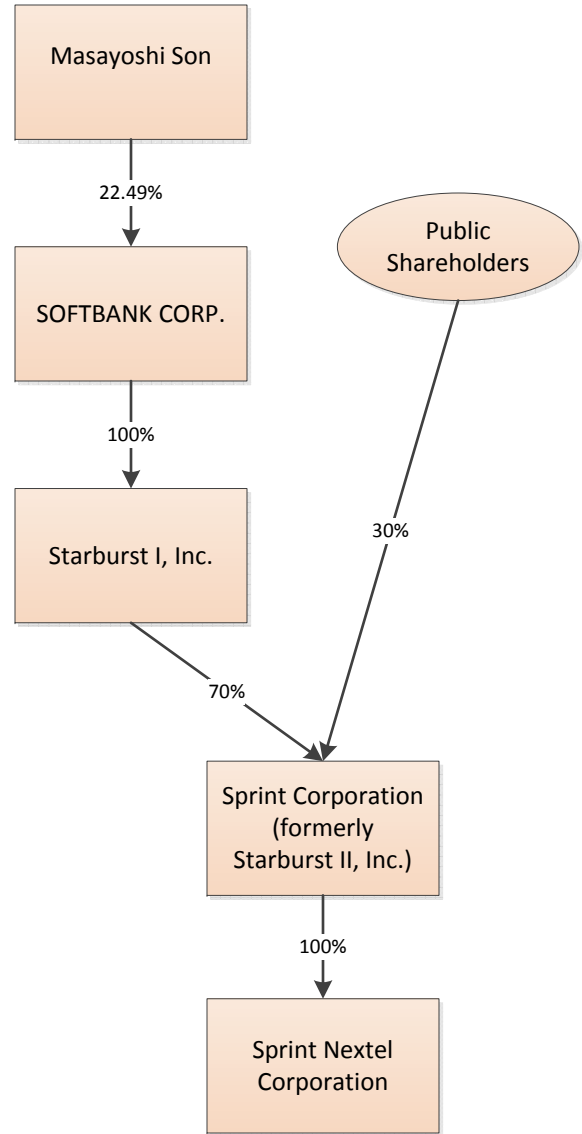 Masayoshi Son
22.49%
Public
Shareholders
SOFTBANK CORP.
100%
30%
Starburst I, Inc.
70%
Sprint Corporation
(formerly
Starburst II, Inc.)
100%
Sprint Nextel
Corporation